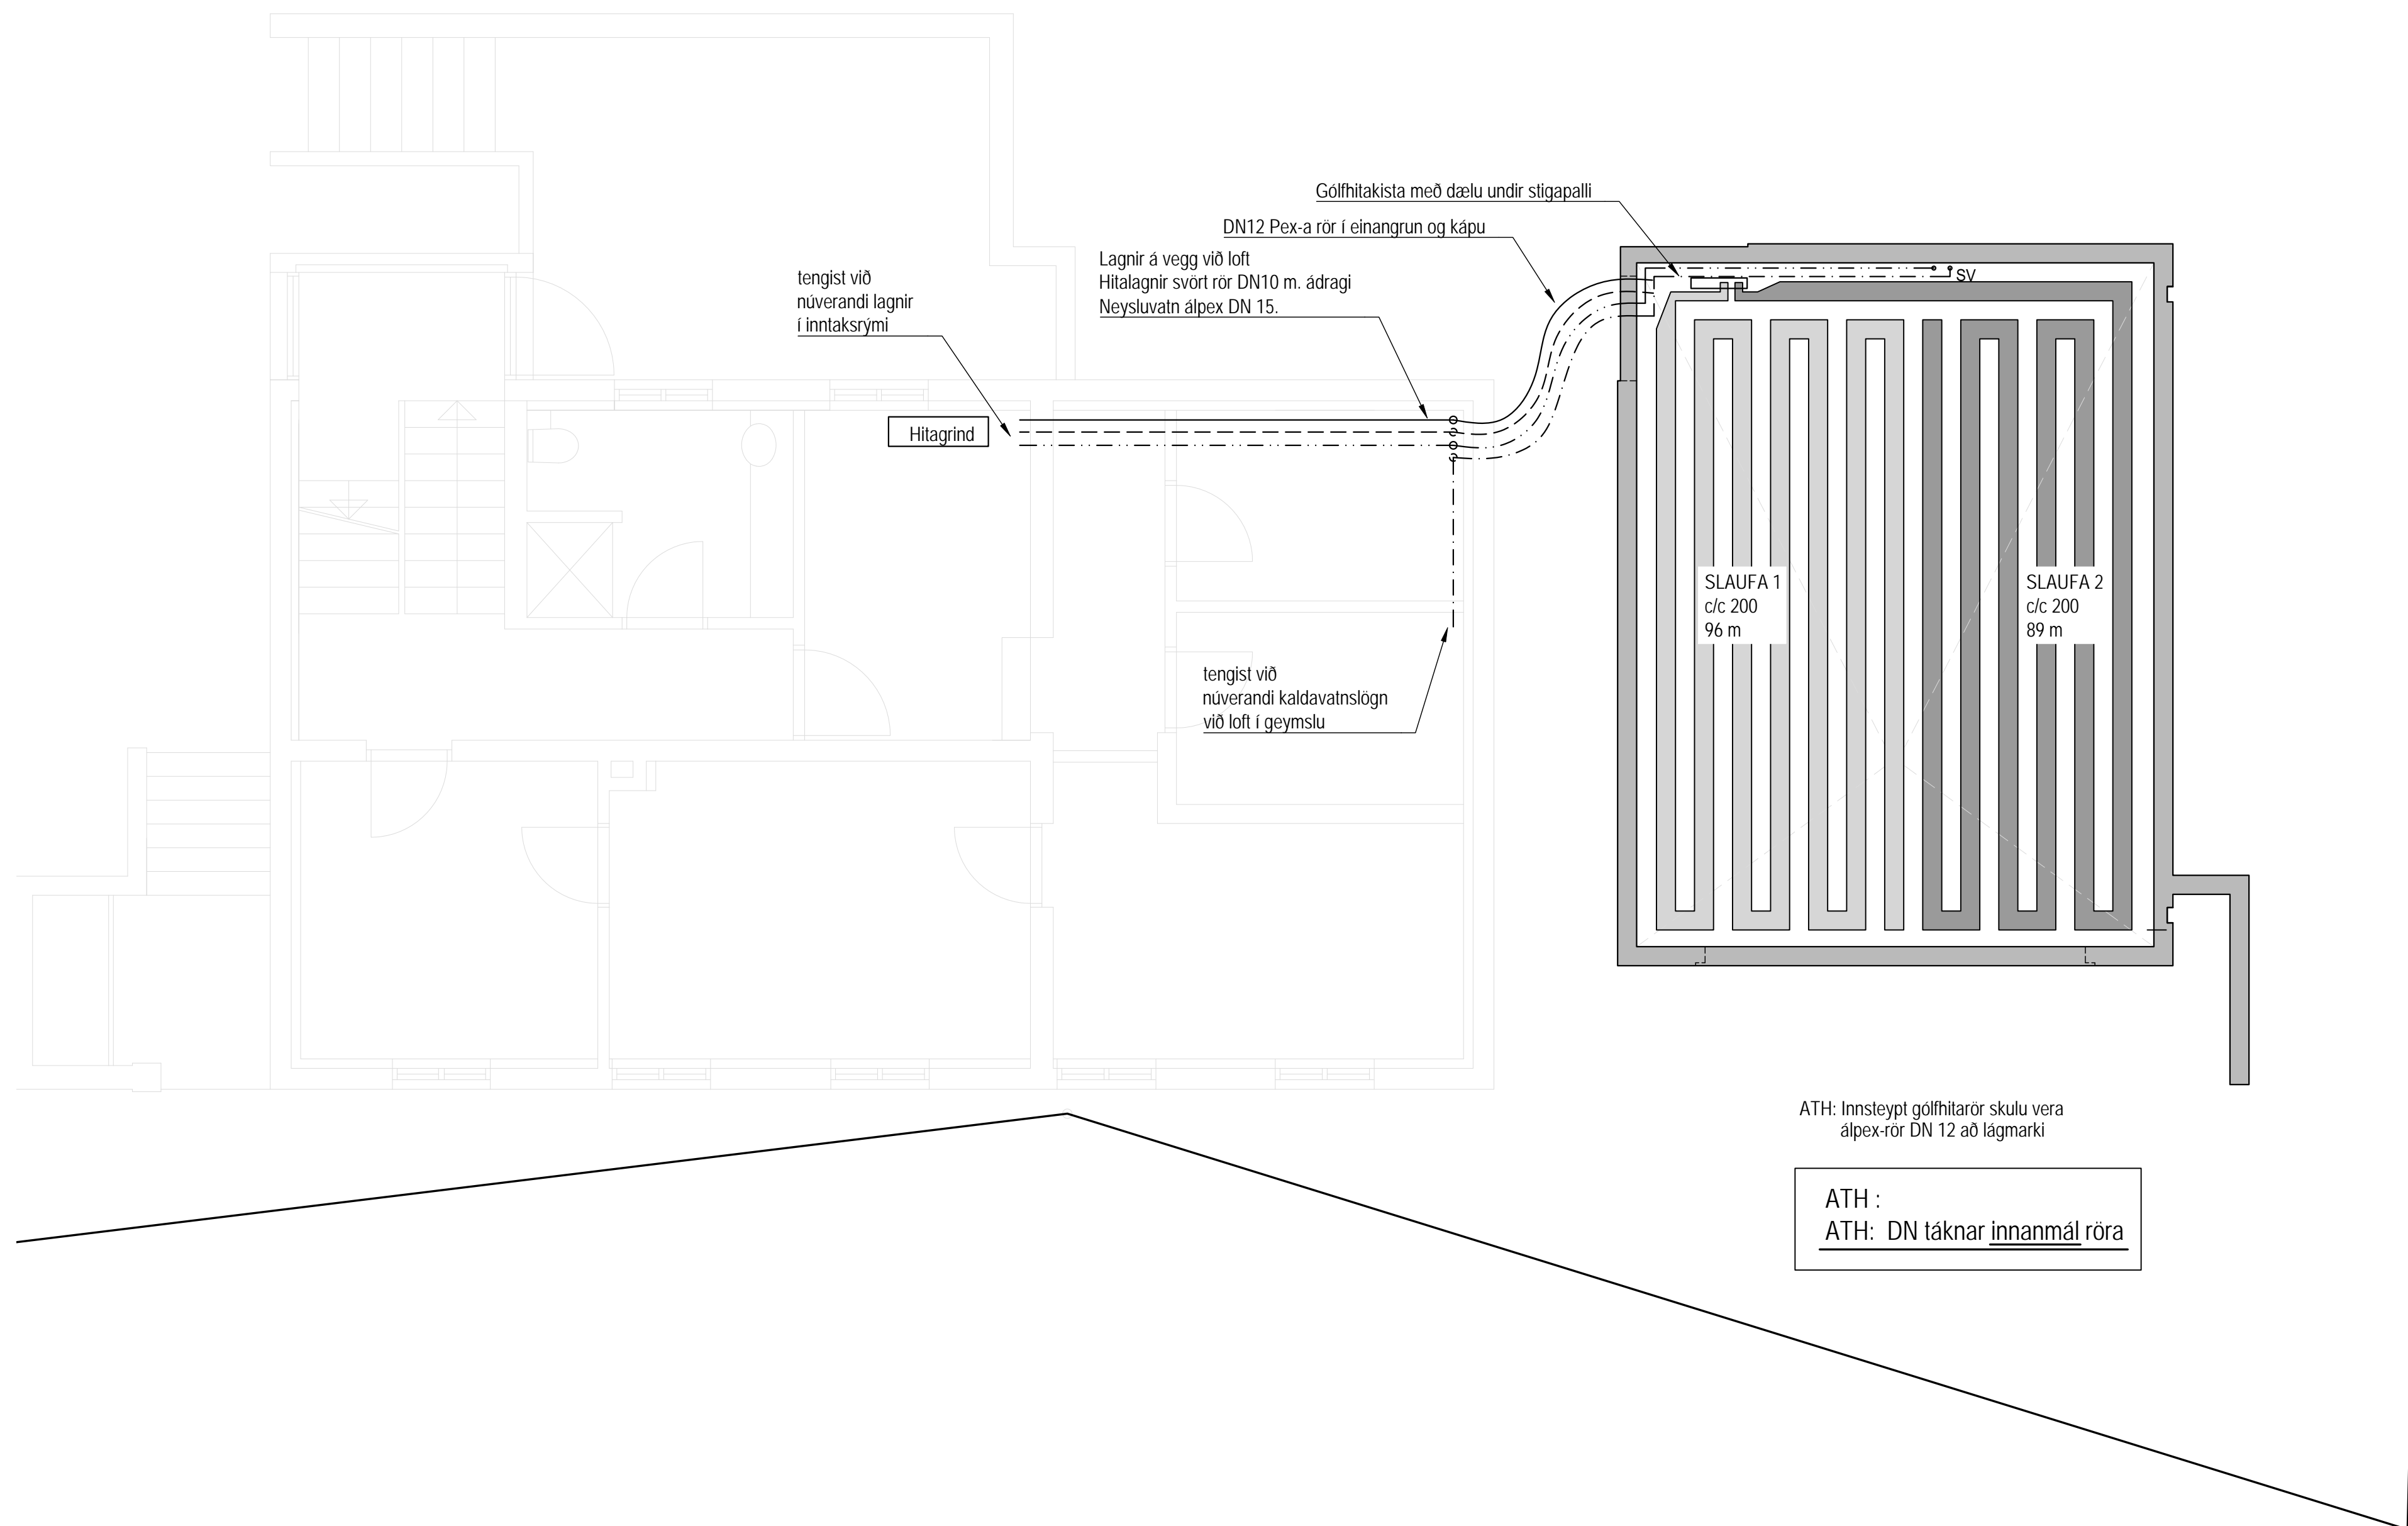 Gólfhitakista með dælu undir stigapalli
DN12 Pex-a rör í einangrun og kápu
Lagnir á vegg við loft
Hitalagnir svört rör DN10 m. ádragi
Neysluvatn álpex DN 15.
tengist við
núverandi lagnir
í inntaksrými
Hitagrind
SV
SLAUFA 1
c/c 200
96 m
SLAUFA 2
c/c 200
89 m
tengist við
núverandi kaldavatnslögn
við loft í geymslu
ATH: Innsteypt gólfhitarör skulu vera
álpex-rör DN 12 að lágmarki
ATH :
ATH: DN táknar innanmál röra